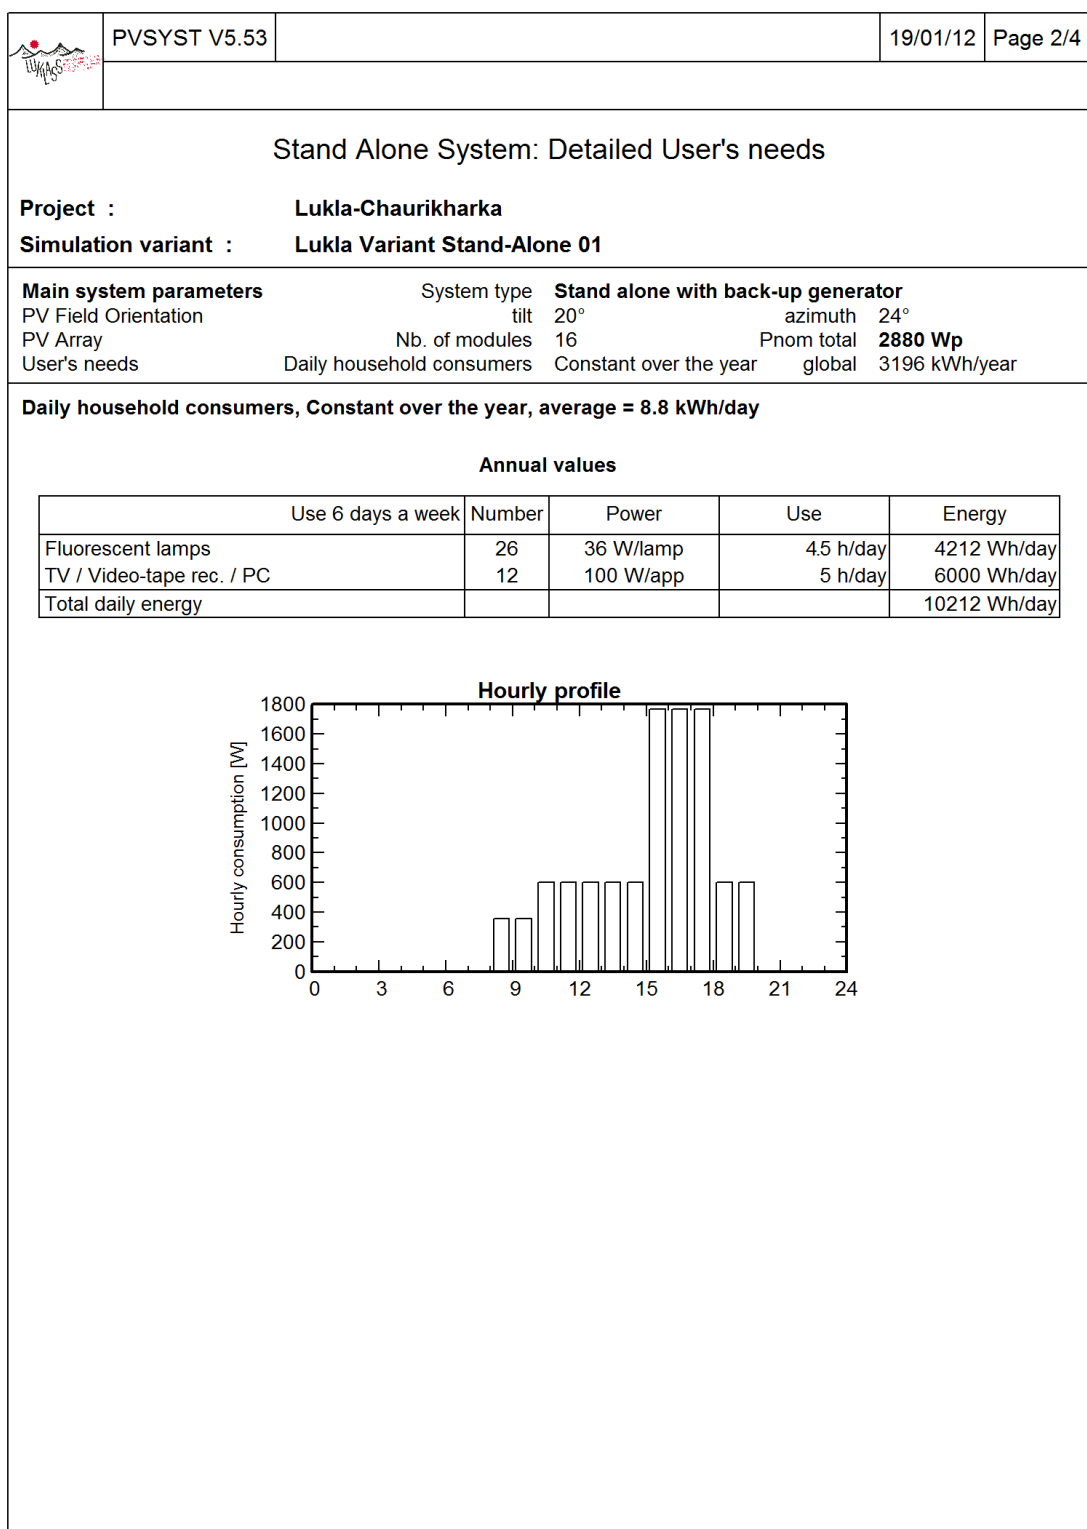 PVSYST V5.53 19/01/12 Page 2/4
LUKLASS
Stand Alone System: Detailed User's needs
Project : Lukla-Chaurikharka
Simulation variant : Lukla Variant Stand-Alone 01
Main system parameters System type Stand alone with back-up generator
PV Field Orientation tilt 20° azimuth 24°
PV Array Nb. of modules 16 Pnom total 2880 Wp
User's needs Daily household consumers Constant over the year global 3196 kWh/year
Daily household consumers, Constant over the year, average = 8.8 kWh/day
Annual values
Use 6 days a week Number Power Use Energy
Fluorescent lamps 26 36 W/lamp 4.5 h/day 4212 Wh/day
TV / Video-tape rec. / PC 12 100 W/app 5 h/day 6000 Wh/day
Total daily energy 10212 Wh/day
Hourly profile
1800
1600
1400
1200
1000
800
600
400
200
0
Hourly consumption [W]
0 3 6 9 12 15 18 21 24